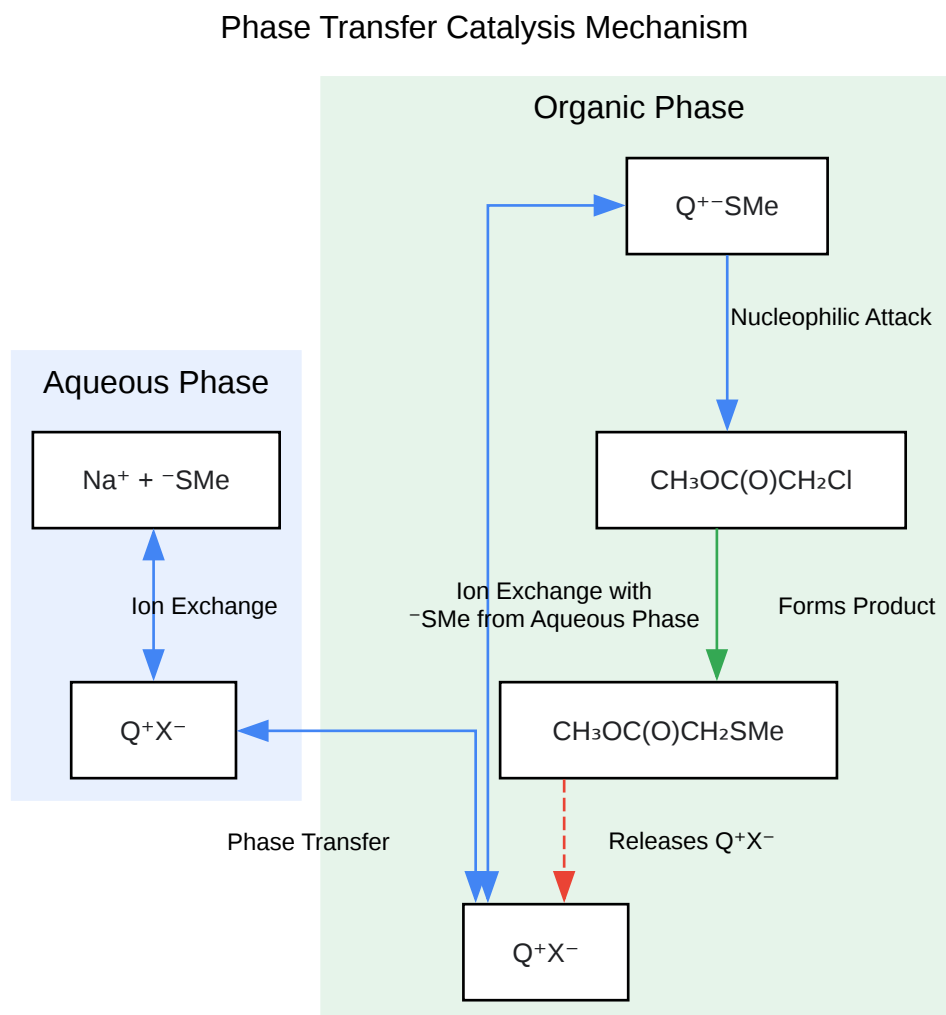 Phase Transfer Catalysis Mechanism
Organic Phase
Q⁺⁻SMe
Nucleophilic Attack
Aqueous Phase
Na⁺ + ⁻SMe
CH₃OC(O)CH₂Cl
Ion Exchange
Ion Exchange with
⁻SMe from Aqueous Phase
Forms Product
Q⁺X⁻
CH₃OC(O)CH₂SMe
Phase Transfer
Releases Q⁺X⁻
Q⁺X⁻